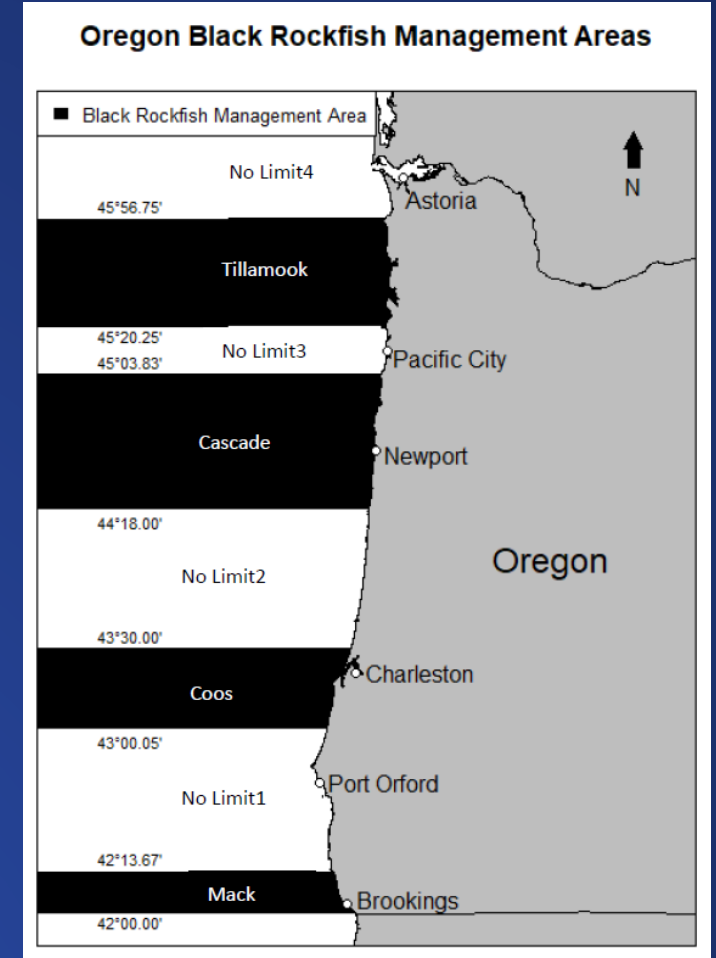 Oregon Black Rockfish Management Areas
Black Rockfish Management Area
No Limit4
N
Astoria
45°56.75'
Tillamook
45°20.25'
No Limit3
45°03.83'
Pacific City
Cascade
Newport
44°18.00'
No Limit2
Oregon
43°30.00'
Charleston
Coos
43°00.05'
No Limit1
Port Orford
42°13.67'
Mack
Brookings
42°00.00'